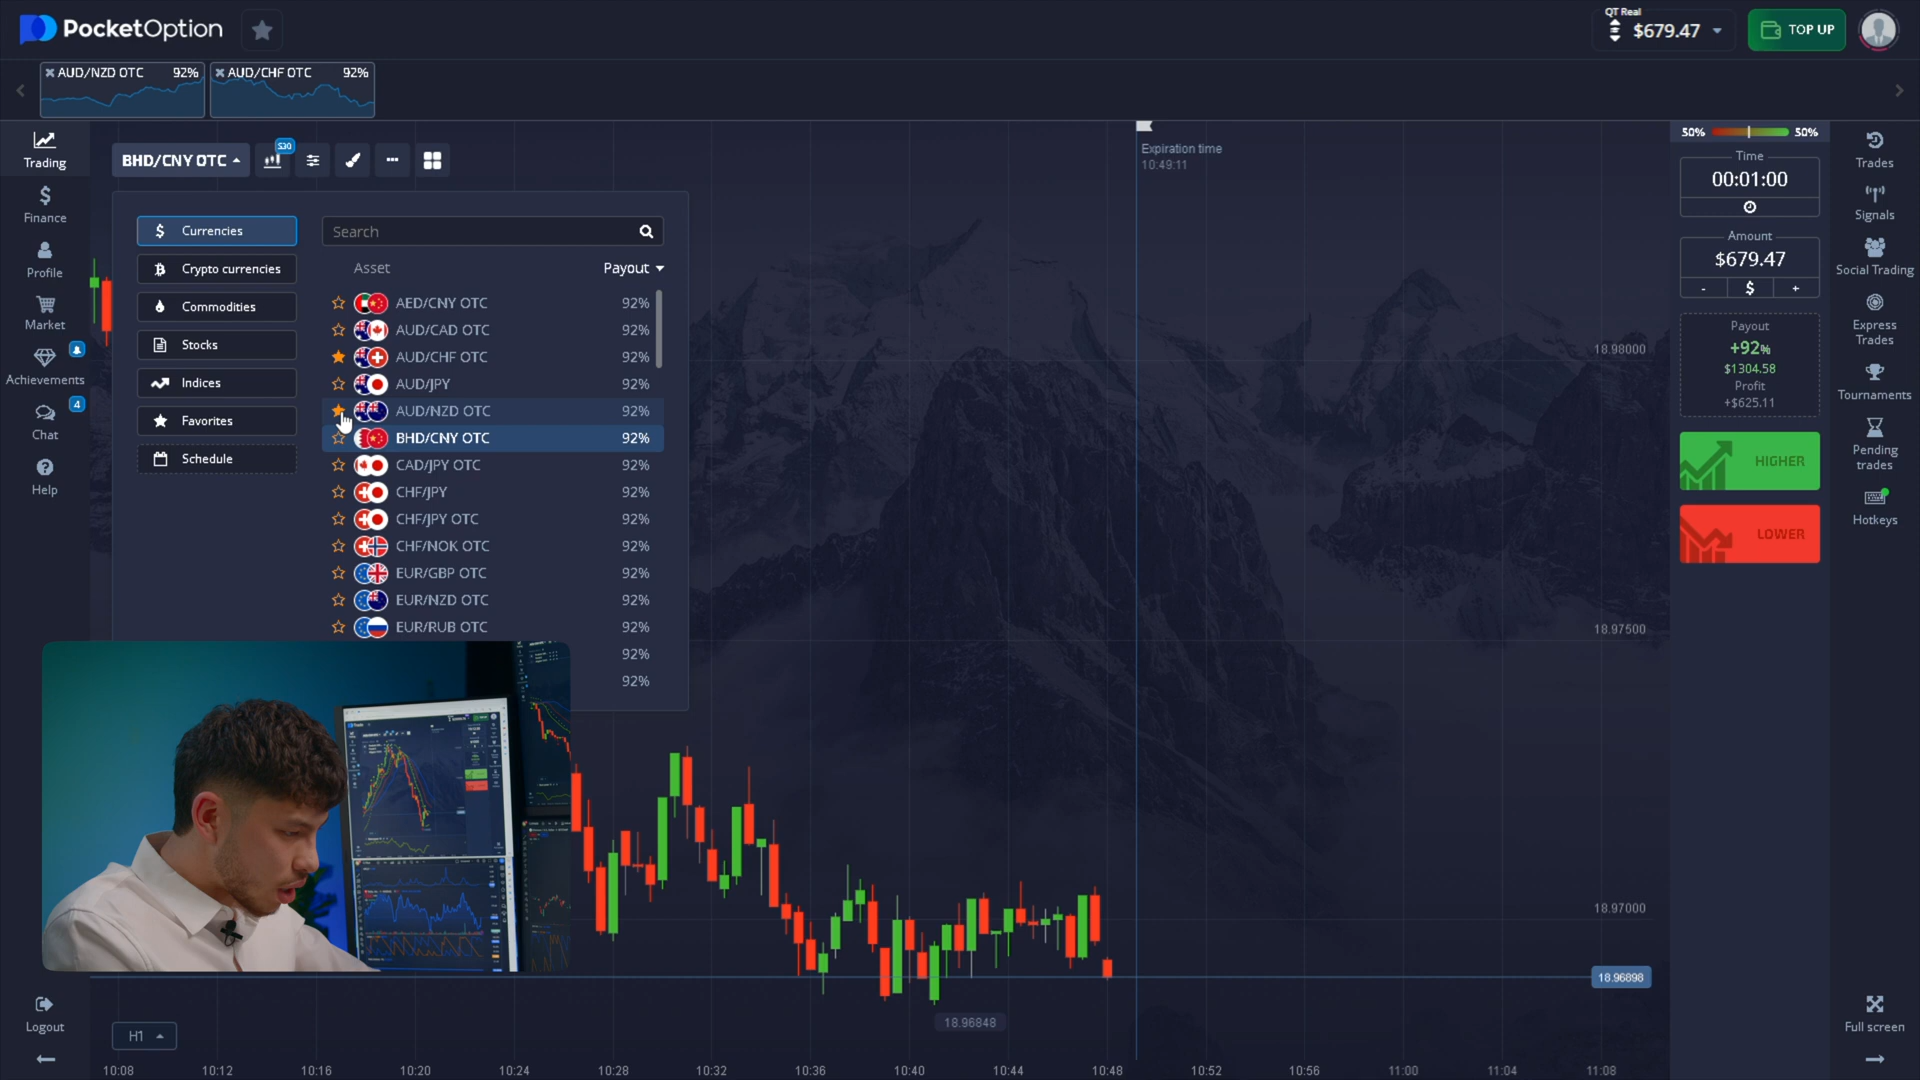 PocketOption
QT Real
$679.47
TOP UP
AUD/NZD OTC 92%
AUD/CHF OTC 92%
Trading
Finance
Profile
Market
Achievements
4
Chat
Help
Logout
BHD/CNY OTC
S30
Currencies
Crypto currencies
Commodities
Stocks
Indices
Favorites
Schedule
Search
Asset Payout
AED/CNY OTC 92%
AUD/CAD OTC 92%
AUD/CHF OTC 92%
AUD/JPY 92%
AUD/NZD OTC 92%
BHD/CNY OTC 92%
CAD/JPY OTC 92%
CHF/JPY 92%
CHF/JPY OTC 92%
CHF/NOK OTC 92%
EUR/GBP OTC 92%
EUR/NZD OTC 92%
EUR/RUB OTC 92%
92%
92%
Expiration time
10:49:11
18.98000
18.97500
18.97000
18.96898
18.96848
H1
10:08 10:12 10:16 10:20 10:24 10:28 10:32 10:36 10:40 10:44 10:48 10:52 10:56 11:00 11:04 11:08
50% 50%
Time
00:01:00
Amount
$679.47
- $ +
Payout
+92%
$1304.58
Profit
+$625.11
HIGHER
LOWER
Trades
Signals
Social Trading
Express
Trades
Tournaments
Pending
trades
Hotkeys
Full screen